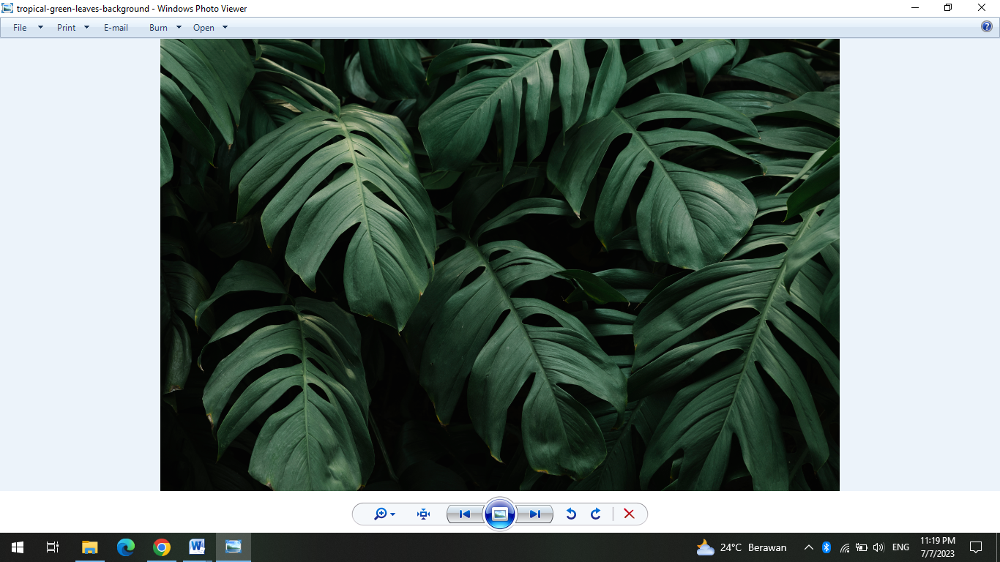 tropical-green-leaves-background - Windows Photo Viewer
File Print E-mail Burn Open
24°C Berawan ENG 11:19 PM
7/7/2023